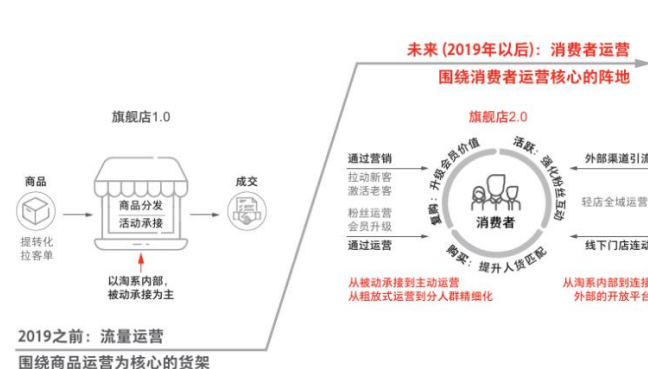 未来 (2019年以后)：消费者运营
围绕消费者运营核心的阵地
旗舰店1.0
商品
提转化
拉客单
商品分发
活动承接
成交
以淘系内部，
被动承接为主
2019之前：流量运营
围绕商品运营为核心的货架
旗舰店2.0
通过营销
拉动新客
激活老客
粉丝运营
会员升级
通过运营
复购：升级会员价值
活跃：强化粉丝互动
购买：提升人货匹配
消费者
外部渠道引流
轻店全域运营
线下门店连动
从被动承接到主动运营
从粗放式运营到分人群精细化
从淘系内部到连接
外部的开放平台